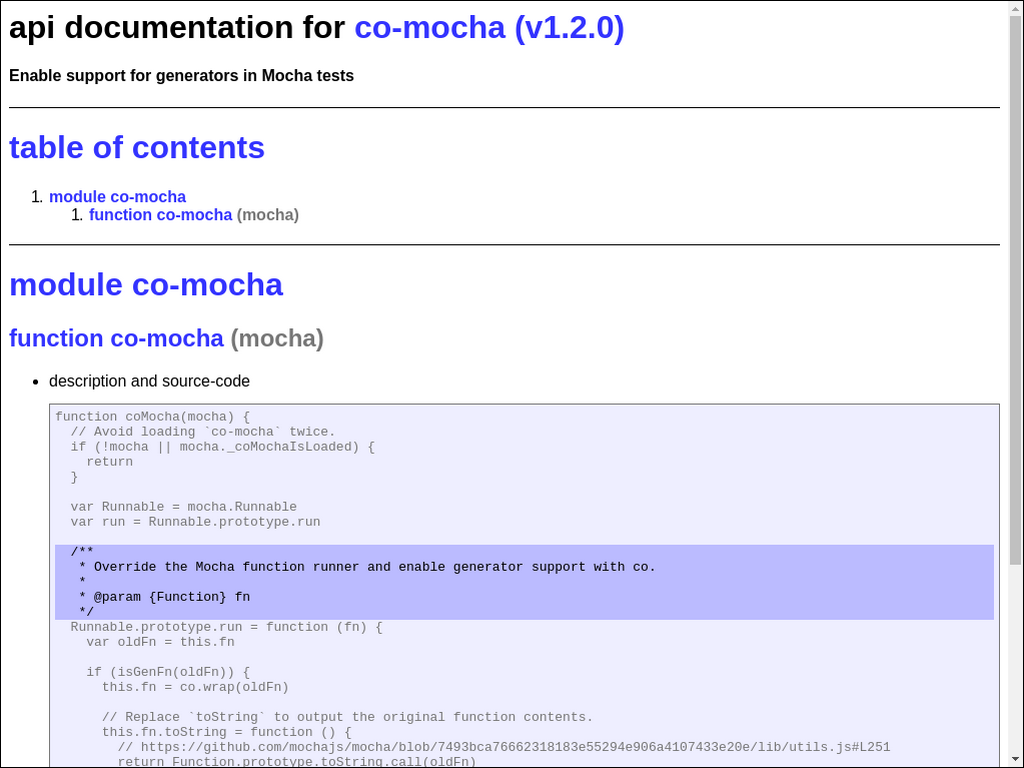 api documentation for co-mocha (v1.2.0)
Enable support for generators in Mocha tests
table of contents
1. module co-mocha
1. function co-mocha (mocha)
module co-mocha
function co-mocha (mocha)
• description and source-code
function coMocha(mocha) {
  // Avoid loading `co-mocha` twice.
  if (!mocha || mocha._coMochaIsLoaded) {
    return
  }
  var Runnable = mocha.Runnable
  var run = Runnable.prototype.run
  /**
   * Override the Mocha function runner and enable generator support with co.
   *
   * @param {Function} fn
   */
  Runnable.prototype.run = function (fn) {
    var oldFn = this.fn
    if (isGenFn(oldFn)) {
      this.fn = co.wrap(oldFn)
      // Replace `toString` to output the original function contents.
      this.fn.toString = function () {
        // https://github.com/mochajs/mocha/blob/7493bca76662318183e55294e906a4107433e20e/lib/utils.js#L251
        return Function.prototype.toString.call(oldFn)